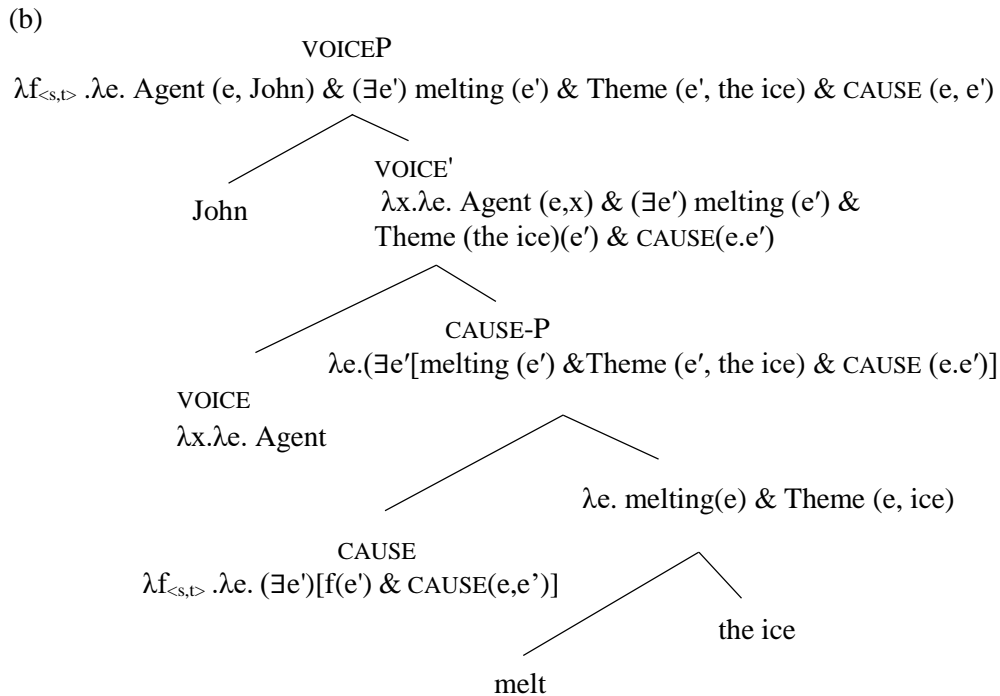 (b)
VOICEP
λf<s,t> .λe. Agent (e, John) & (∃e') melting (e') & Theme (e', the ice) & CAUSE (e, e')
VOICE'
John
λx.λe. Agent (e,x) & (∃e′) melting (e′) &
Theme (the ice)(e′) & CAUSE(e.e′)
CAUSE-P
λe.(∃e′[melting (e′) &Theme (e′, the ice) & CAUSE (e.e′)]
VOICE
λx.λe. Agent
λe. melting(e) & Theme (e, ice)
CAUSE
λf<s,t> .λe. (∃e')[f(e') & CAUSE(e,e’)]
the ice
melt